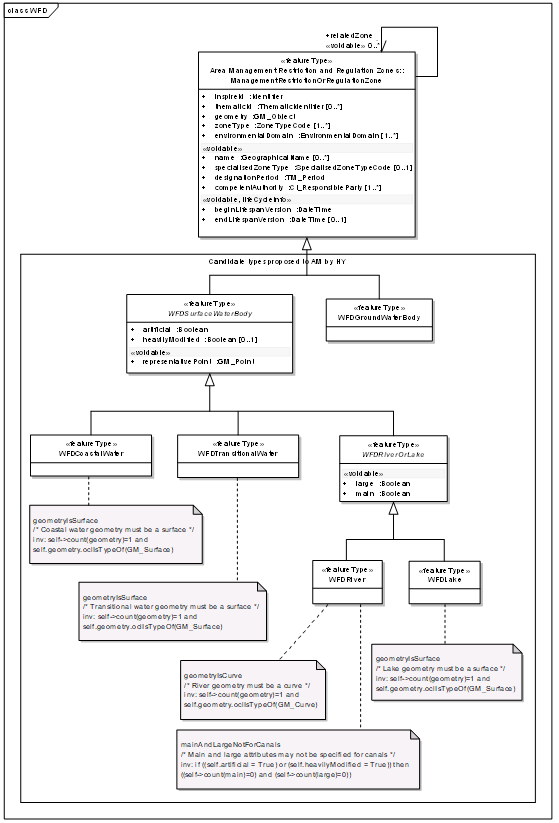 class WFD
+relatedZone
«voidable» 0..*
«featureType»
Area Management Restriction and Regulation Zones::
ManagementRestrictionOrRegulationZone
+ inspireId :Identifier
+ thematicId :ThematicIdentifier [0..*]
+ geometry :GM_Object
+ zoneType :ZoneTypeCode [1..*]
+ environmentalDomain :EnvironmentalDomain [1..*]
«voidable»
+ name :GeographicalName [0..*]
+ specialisedZoneType :SpecialisedZoneTypeCode [0..1]
+ designationPeriod :TM_Period
+ competentAuthority :CI_ResponsibleParty [1..*]
«voidable, lifeCycleInfo»
+ beginLifespanVersion :DateTime
+ endLifespanVersion :DateTime [0..1]
Candidate types proposed to AM by HY
«featureType»
WFDSurfaceWaterBody
+ artificial :Boolean
+ heavilyModified :Boolean [0..1]
«voidable»
+ representativePoint :GM_Point
«featureType»
WFDGroundWaterBody
«featureType»
WFDCoastalWater
«featureType»
WFDTransitionalWater
«featureType»
WFDRiverOrLake
«voidable»
+ large :Boolean
+ main :Boolean
geometryIsSurface
/* Coastal water geometry must be a surface */
inv: self->count(geometry)=1 and
self.geometry.oclIsTypeOf(GM_Surface)
«featureType»
WFDRiver
«featureType»
WFDLake
geometryIsSurface
/* Transitional water geometry must be a surface */
inv: self->count(geometry)=1 and
self.geometry.oclIsTypeOf(GM_Surface)
geometryIsCurve
/* River geometry must be a curve */
inv: self->count(geometry)=1 and
self.geometry.oclIsTypeOf(GM_Curve)
geometryIsSurface
/* Lake geometry must be a surface */
inv: self->count(geometry)=1 and
self.geometry.oclIsTypeOf(GM_Surface)
mainAndLargeNotForCanals
/* Main and large attributes may not be specified for canals */
inv: if ((self.artificial = True) or (self.heavilyModified = True)) then
((self->count(main)=0) and (self->count(large)=0))